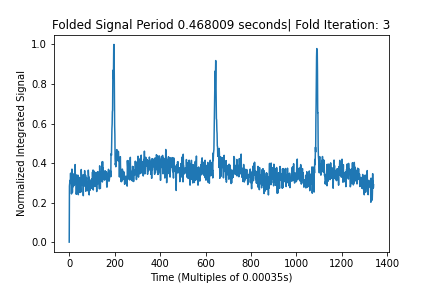 Folded Signal Period 0.468009 seconds| Fold Iteration: 3
Normalized Integrated Signal
1.0
0.8
0.6
0.4
0.2
0.0
0 200 400 600 800 1000 1200 1400
Time (Multiples of 0.00035s)